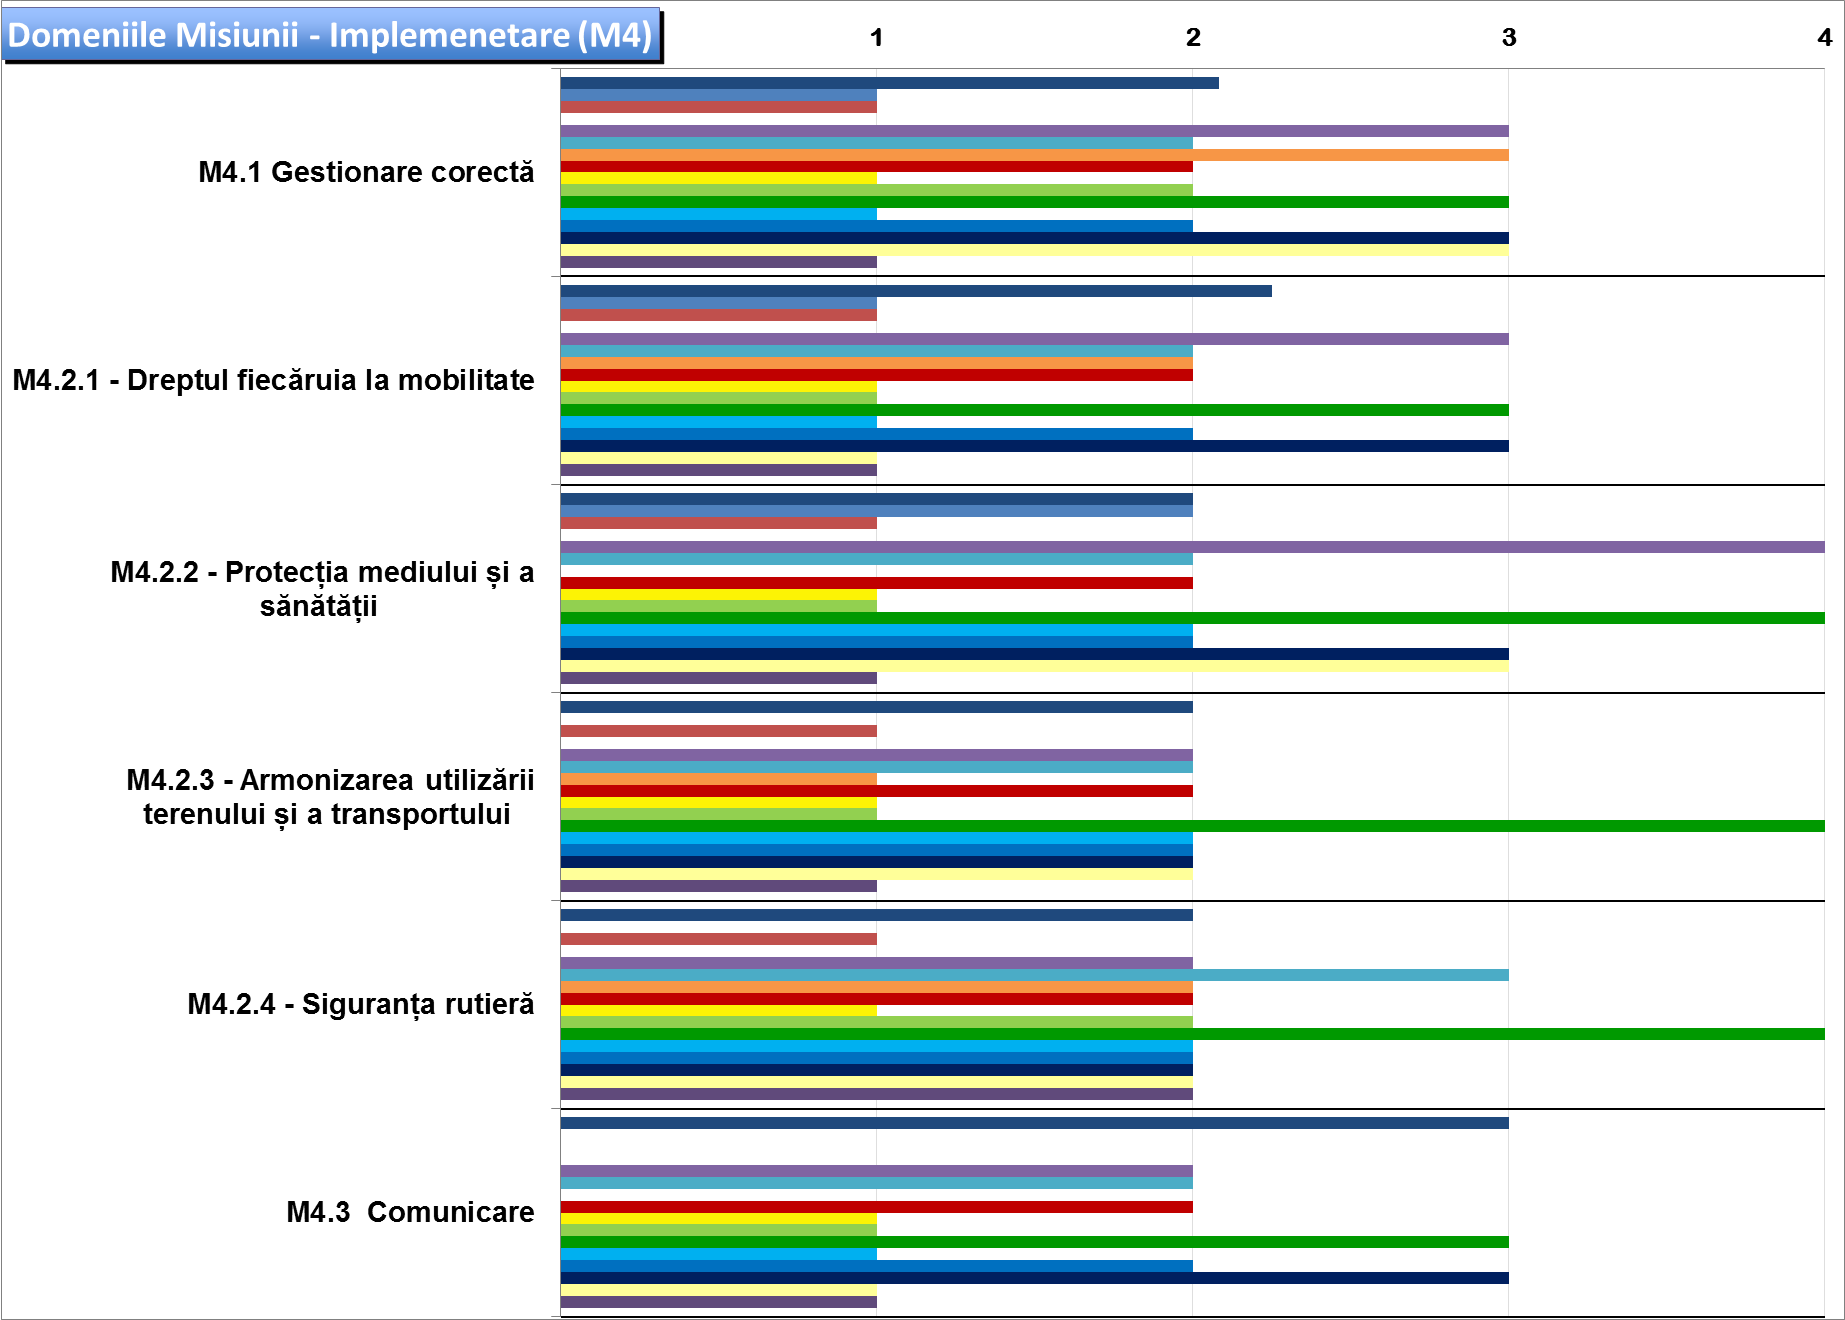 Domeniile Misiunii - Implemenetare (M4)
1 2 3 4
M4.1 Gestionare corectă
M4.2.1 - Dreptul fiecăruia la mobilitate
M4.2.2 - Protecția mediului și a
sănătății
M4.2.3 - Armonizarea utilizării
terenului și a transportului
M4.2.4 - Siguranța rutieră
M4.3 Comunicare